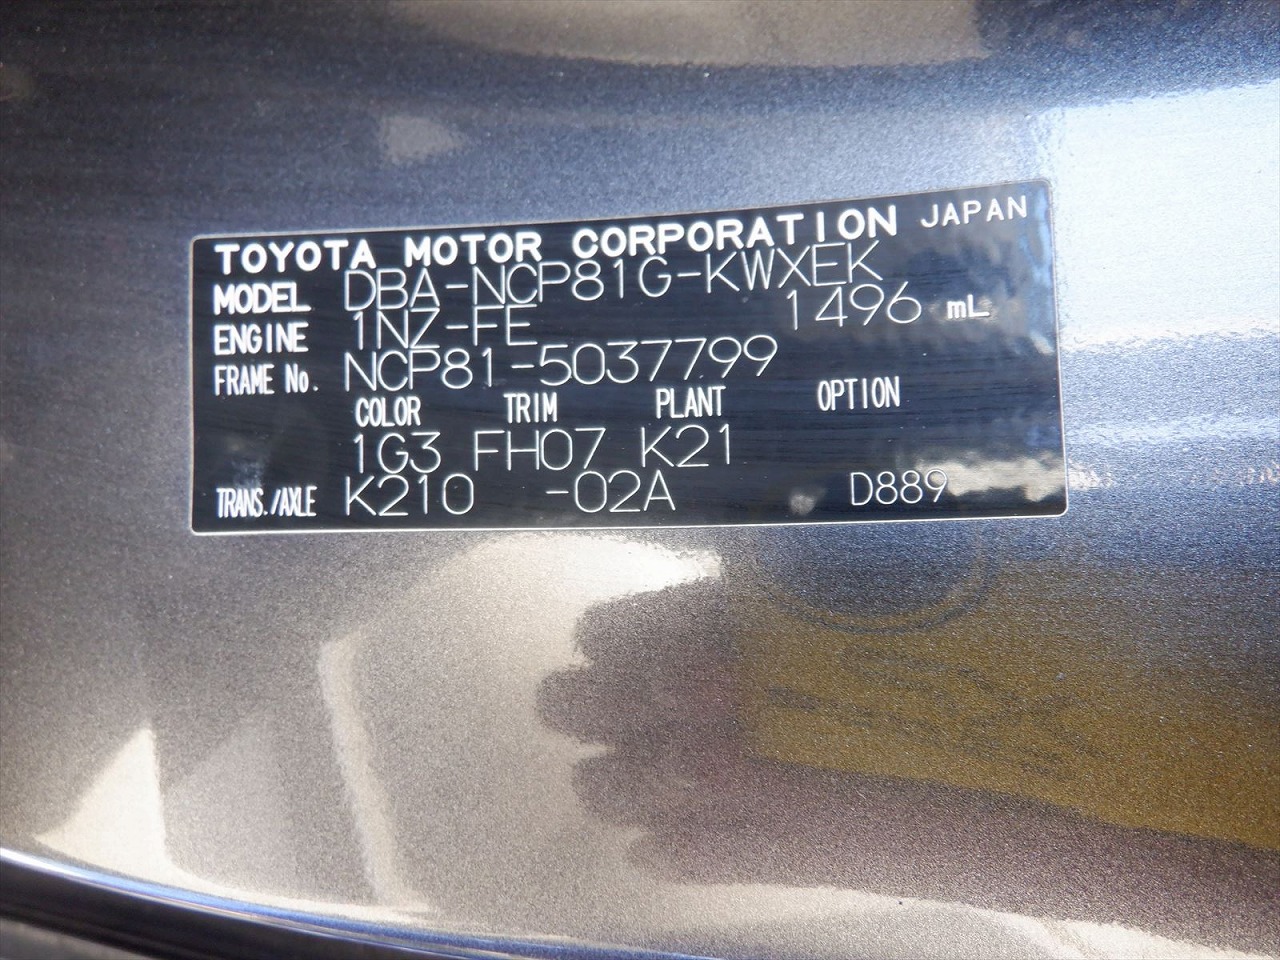 TOYOTA MOTOR CORPORATION JAPAN
MODEL DBA-NCP81G-KWXEK
ENGINE 1NZ-FE 1496 mL
FRAME No. NCP81-5037799
COLOR TRIM PLANT OPTION
1G3 FH07 K21
TRANS./AXLE K210 -02A D889